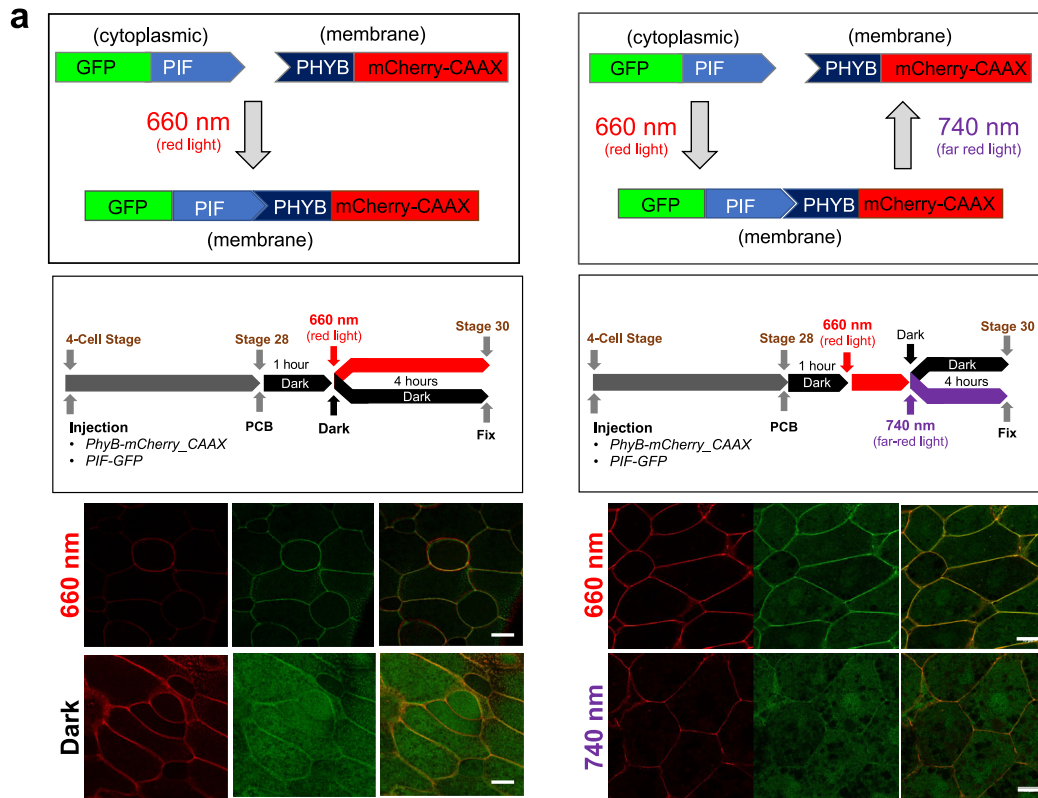 a
(cytoplasmic)
(membrane)
GFP
PIF
PHYB
mCherry-CAAX
660 nm
(red light)
GFP
PIF
PHYB
mCherry-CAAX
(membrane)
(cytoplasmic)
(membrane)
GFP
PIF
PHYB
mCherry-CAAX
660 nm
(red light)
740 nm
(far red light)
GFP
PIF
PHYB
mCherry-CAAX
(membrane)
4-Cell Stage
Stage 28
660 nm
(red light)
Stage 30
1 hour
Dark
4 hours
Dark
Injection
• PhyB-mCherry_CAAX
• PIF-GFP
PCB
Dark
Fix
4-Cell Stage
Stage 28
660 nm
(red light)
Dark
Stage 30
1 hour
Dark
Dark
4 hours
Injection
• PhyB-mCherry_CAAX
• PIF-GFP
PCB
740 nm
(far-red light)
Fix
660 nm
Dark
660 nm
740 nm